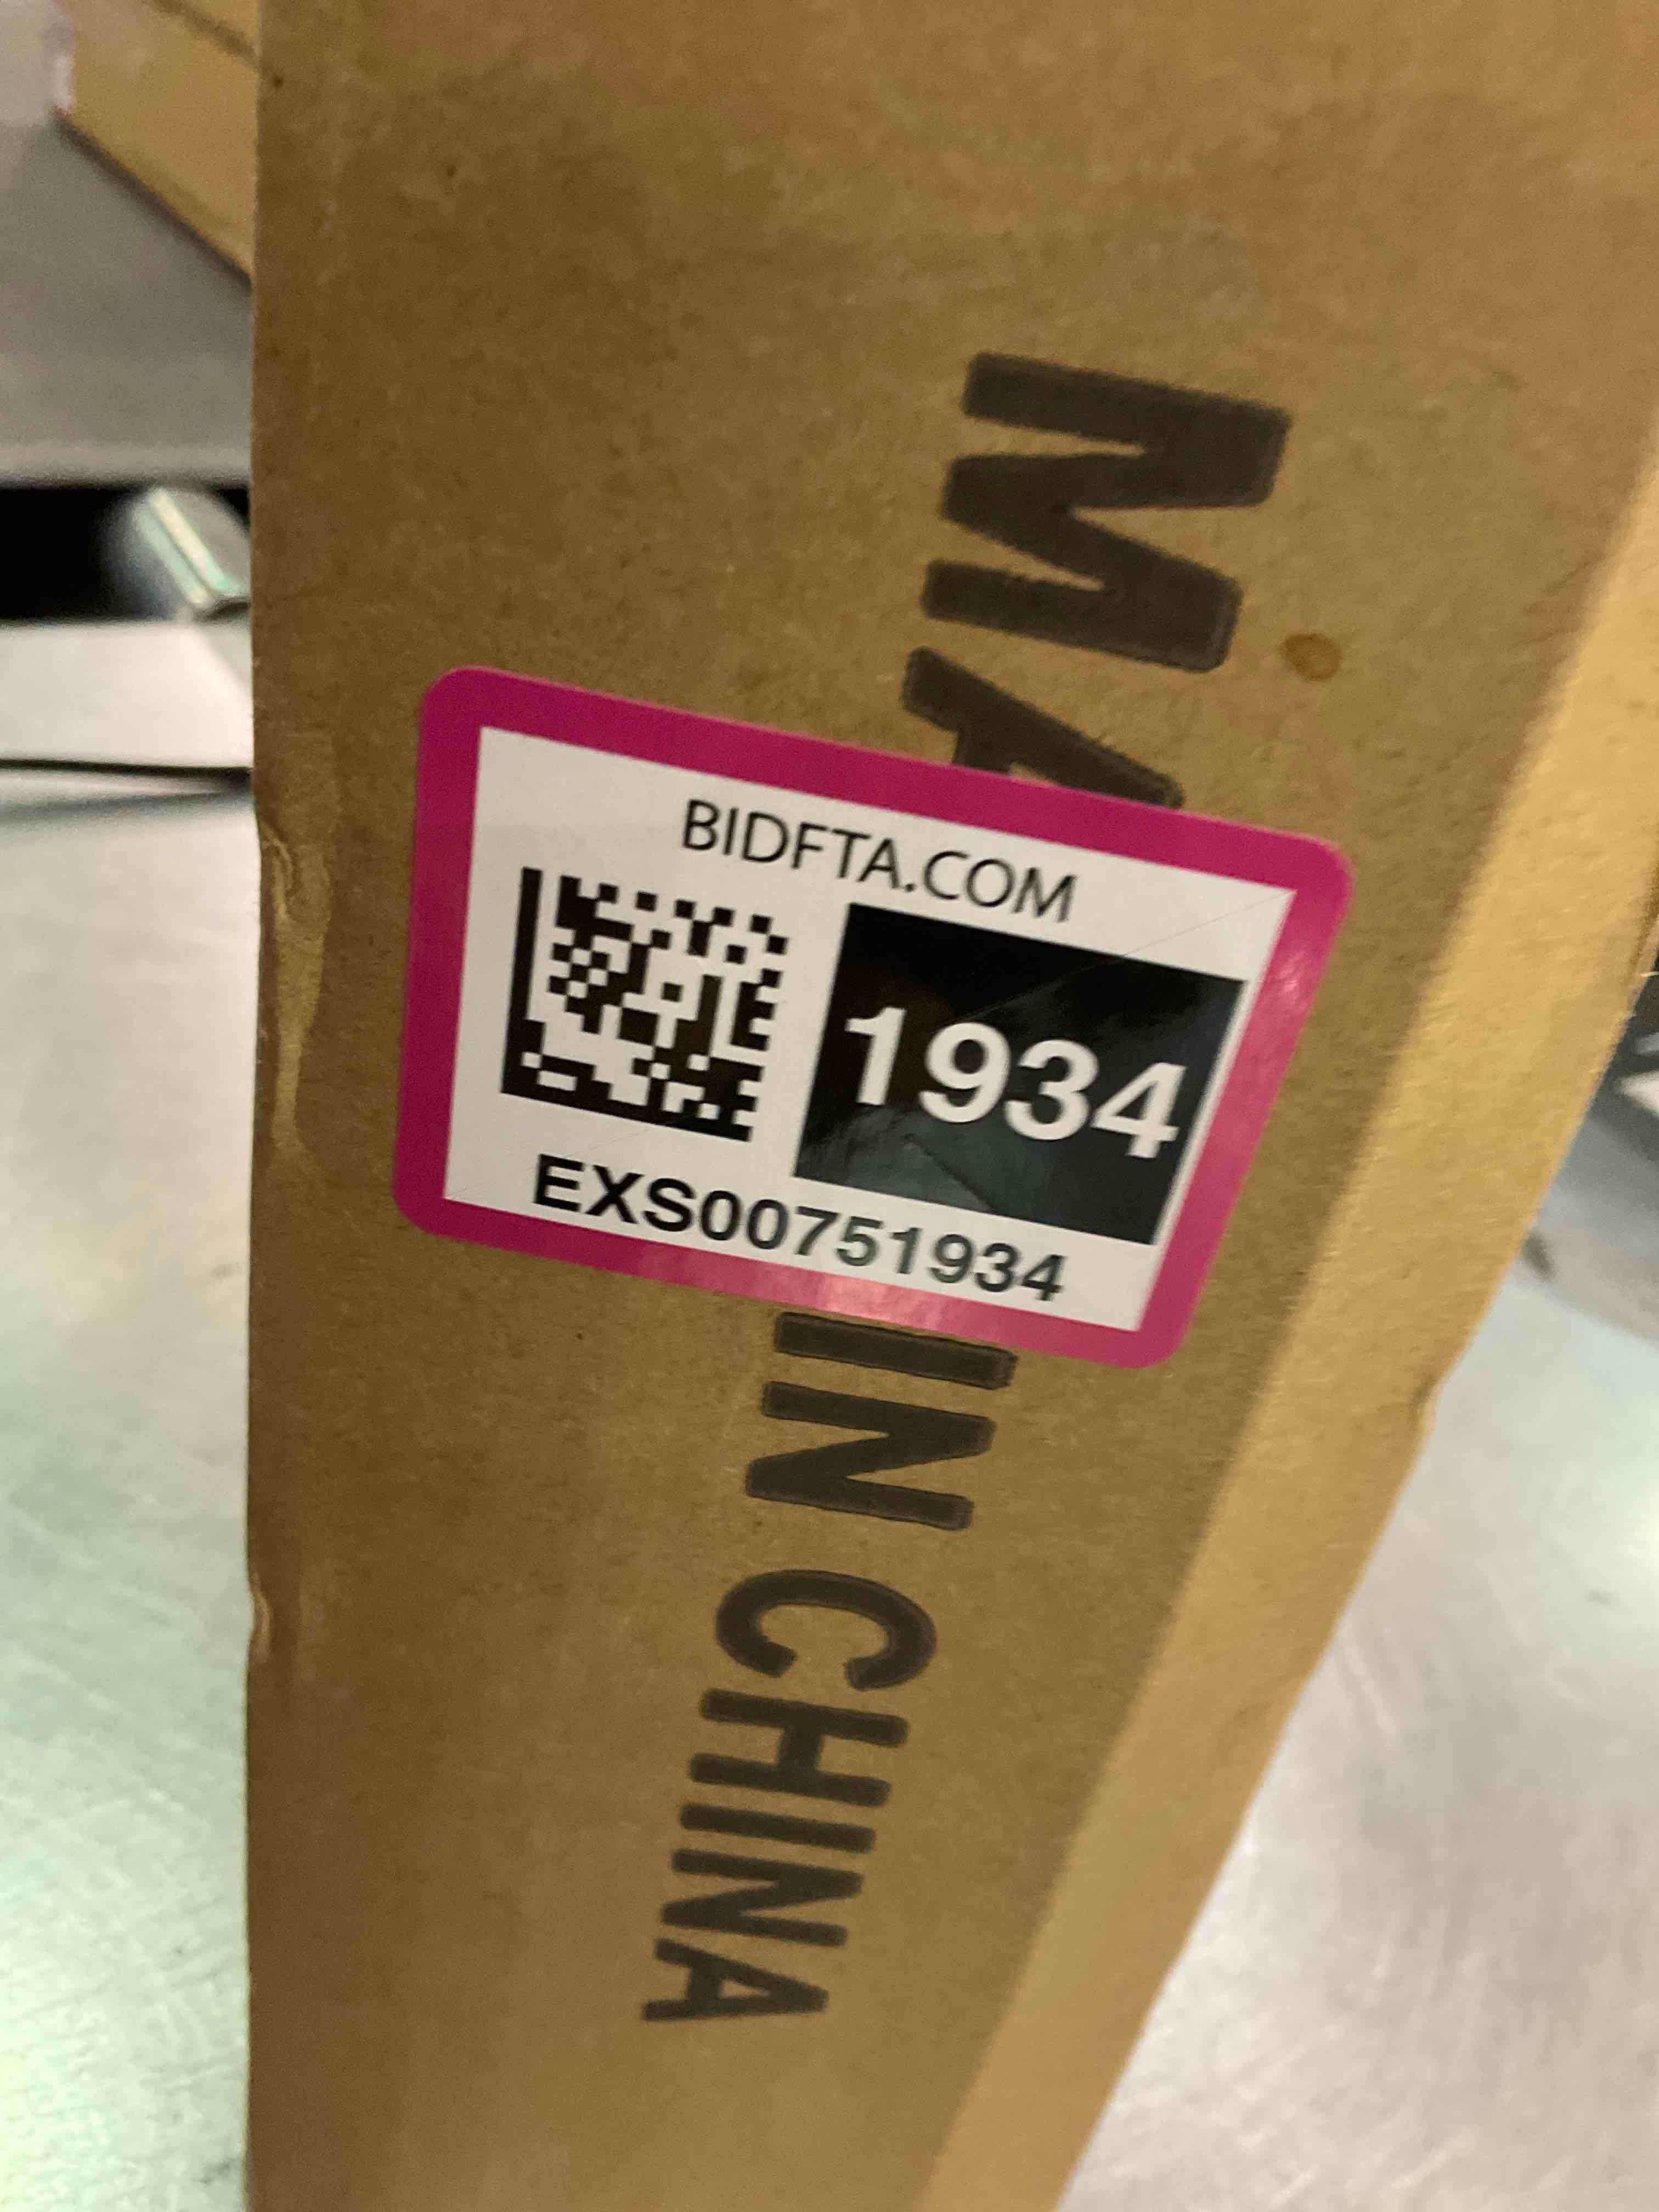 BIDFTA.COM
1934
EXS00751934
MA
IN CHINA